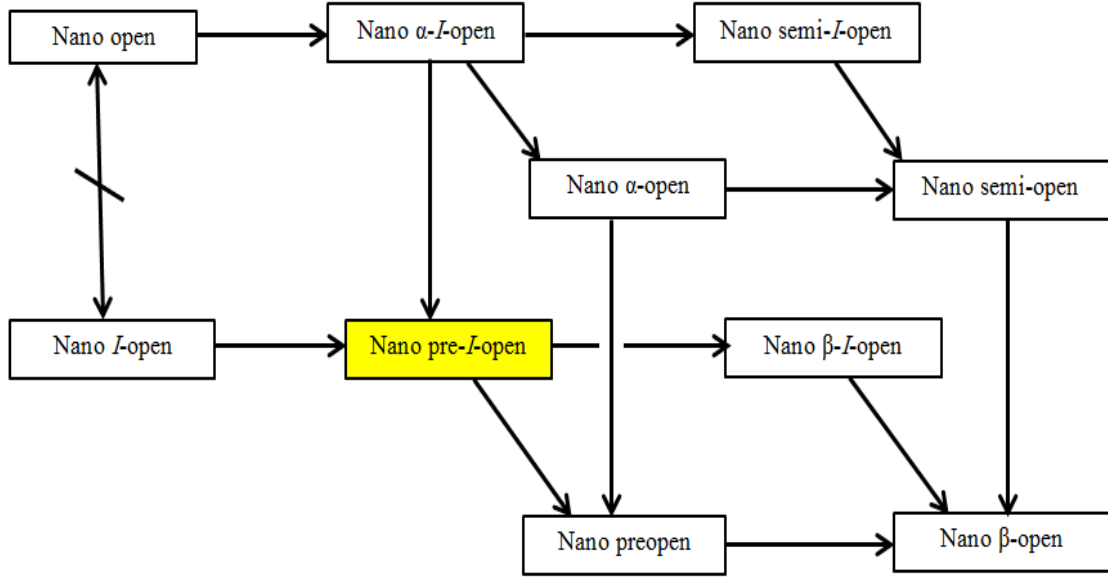 Nano open
Nano α-I-open
Nano semi-I-open
Nano α-open
Nano semi-open
Nano I-open
Nano pre-I-open
Nano β-I-open
Nano preopen
Nano β-open